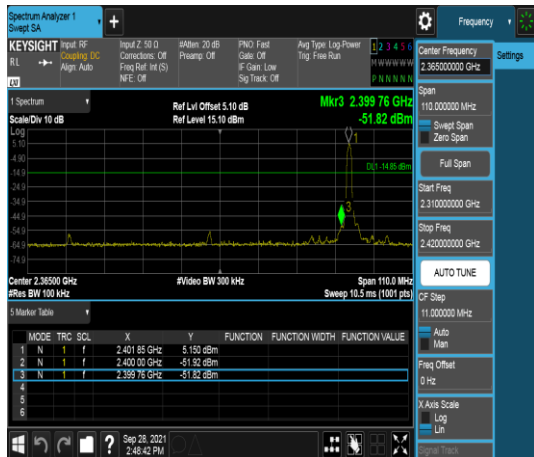 Spectrum Analyzer 1
Swept SA
Frequency
KEYSIGHT
RL
LXI
Input: RF
Coupling: DC
Align: Auto
Input Z: 50 Ω
Corrections: Off
Freq Ref: Int (S)
NFE: Off
#Atten: 20 dB
Preamp: Off
PNO: Fast
Gate: Off
IF Gain: Low
Sig Track: Off
Avg Type: Log-Power
Trig: Free Run
1 2 3 4 5 6
M W W W W W
P N N N N N
1 Spectrum
Scale/Div 10 dB
Ref Lvl Offset 5.10 dB
Ref Level 15.10 dBm
Mkr3 2.399 76 GHz
-51.82 dBm
Log
5.10
-4.90
-14.9
-24.9
-34.9
-44.9
-54.9
-64.9
-74.9
1
DL1 -14.85 dBm
3
Center 2.36500 GHz
#Res BW 100 kHz
#Video BW 300 kHz
Span 110.0 MHz
Sweep 10.5 ms (1001 pts)
5 Marker Table
MODE TRC SCL X Y FUNCTION FUNCTION WIDTH FUNCTION VALUE
1 N 1 f 2.401 85 GHz 5.150 dBm
2 N 1 f 2.400 00 GHz -51.92 dBm
3 N 1 f 2.399 76 GHz -51.82 dBm
4
5
6
Sep 28, 2021
2:48:42 PM
Center Frequency
2.365000000 GHz
Settings
Span
110.000000 MHz
Swept Span
Zero Span
Full Span
Start Freq
2.310000000 GHz
Stop Freq
2.420000000 GHz
AUTO TUNE
CF Step
11.000000 MHz
Auto
Man
Freq Offset
0 Hz
X Axis Scale
Log
Lin
Signal Track